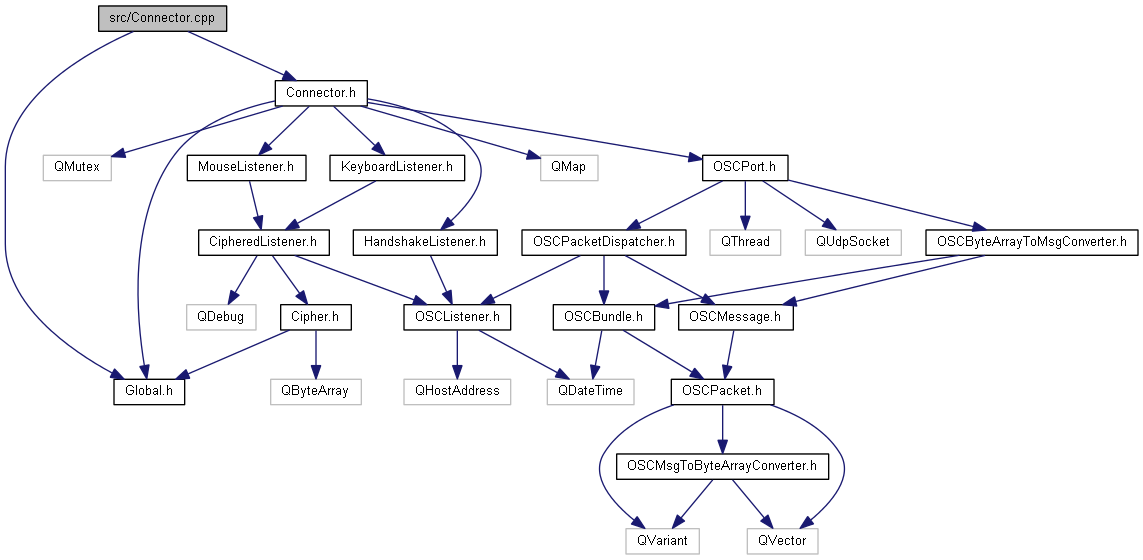 src/Connector.cpp
Connector.h
QMutex
MouseListener.h
KeyboardListener.h
QMap
OSCPort.h
CipheredListener.h
HandshakeListener.h
OSCPacketDispatcher.h
QThread
QUdpSocket
OSCByteArrayToMsgConverter.h
QDebug
Cipher.h
OSCListener.h
OSCBundle.h
OSCMessage.h
Global.h
QByteArray
QHostAddress
QDateTime
OSCPacket.h
OSCMsgToByteArrayConverter.h
QVariant
QVector